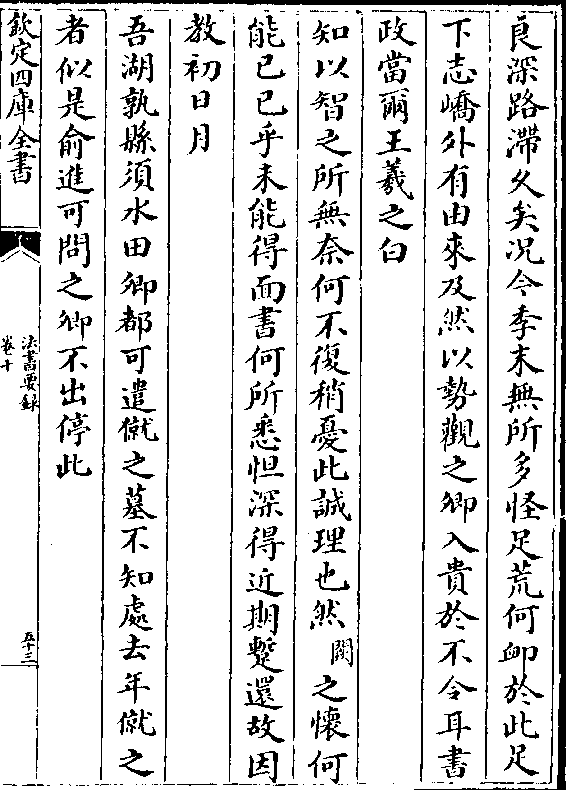 良深路滯久矣况今季末無所多怪足荒何䘏於此足
下志嶠外有由來及然以勢觀之卿入貴於不令耳書
政當爾王羲之白
知以智之所無奈何不復稍憂此誠理也然闕之懷何
能已已乎未能得面書何所悉怛深得近期蹔還故因
教初日月
吾湖孰縣須水田卿都可遣僦之墓不知處去年僦之
者似是俞進可問之卿不出停此
欽定四庫全書
法書要録
卷十
五十三